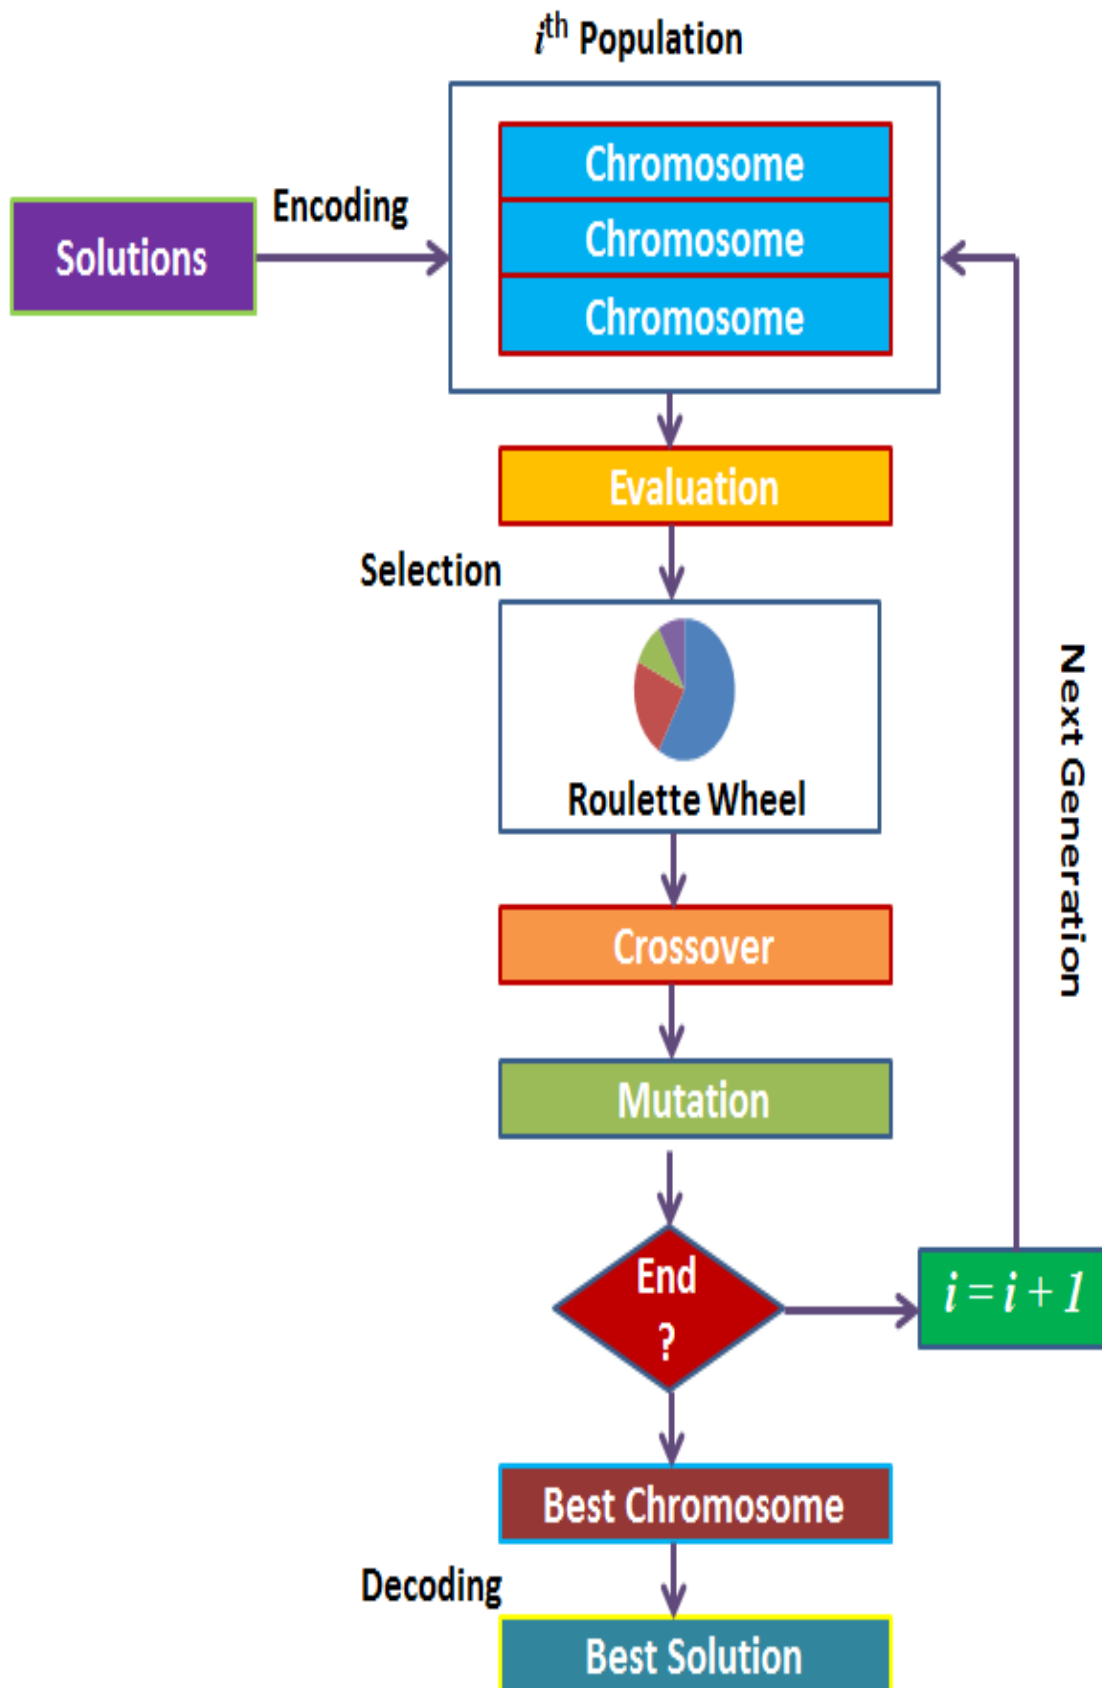 ith Population
Chromosome
Encoding
Solutions
Chromosome
Chromosome
Evaluation
Selection
Roulette Wheel
Next Generation
Crossover
Mutation
End
?
i = i + 1
Best Chromosome
Decoding
Best Solution